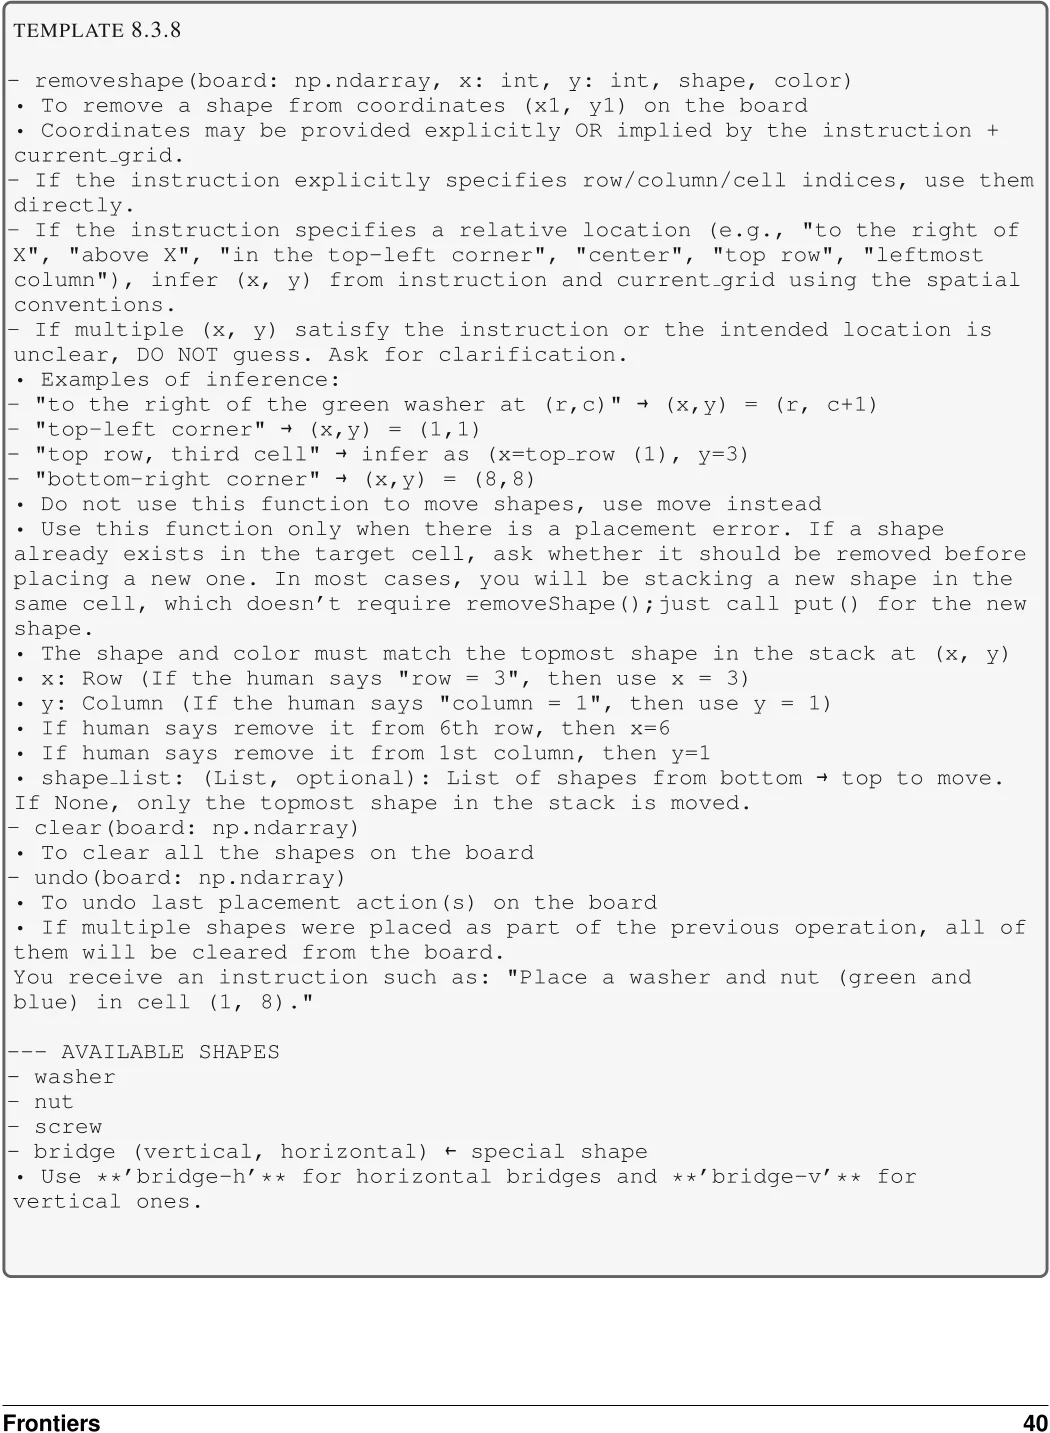 TEMPLATE 8.3.8
- removeshape(board: np.ndarray, x: int, y: int, shape, color)
• To remove a shape from coordinates (x1, y1) on the board
• Coordinates may be provided explicitly OR implied by the instruction +
current_grid.
- If the instruction explicitly specifies row/column/cell indices, use them
directly.
- If the instruction specifies a relative location (e.g., "to the right of
X", "above X", "in the top-left corner", "center", "top row", "leftmost
column"), infer (x, y) from instruction and current_grid using the spatial
conventions.
- If multiple (x, y) satisfy the instruction or the intended location is
unclear, DO NOT guess. Ask for clarification.
• Examples of inference:
- "to the right of the green washer at (r,c)" → (x,y) = (r, c+1)
- "top-left corner" → (x,y) = (1,1)
- "top row, third cell" → infer as (x=top_row (1), y=3)
- "bottom-right corner" → (x,y) = (8,8)
• Do not use this function to move shapes, use move instead
• Use this function only when there is a placement error. If a shape
already exists in the target cell, ask whether it should be removed before
placing a new one. In most cases, you will be stacking a new shape in the
same cell, which doesn't require removeShape();just call put() for the new
shape.
• The shape and color must match the topmost shape in the stack at (x, y)
• x: Row (If the human says "row = 3", then use x = 3)
• y: Column (If the human says "column = 1", then use y = 1)
• If human says remove it from 6th row, then x=6
• If human says remove it from 1st column, then y=1
• shape_list: (List, optional): List of shapes from bottom → top to move.
If None, only the topmost shape in the stack is moved.
- clear(board: np.ndarray)
• To clear all the shapes on the board
- undo(board: np.ndarray)
• To undo last placement action(s) on the board
• If multiple shapes were placed as part of the previous operation, all of
them will be cleared from the board.
You receive an instruction such as: "Place a washer and nut (green and
blue) in cell (1, 8)."
--- AVAILABLE SHAPES
- washer
- nut
- screw
- bridge (vertical, horizontal) ← special shape
• Use **'bridge-h'** for horizontal bridges and **'bridge-v'** for
vertical ones.
Frontiers 40